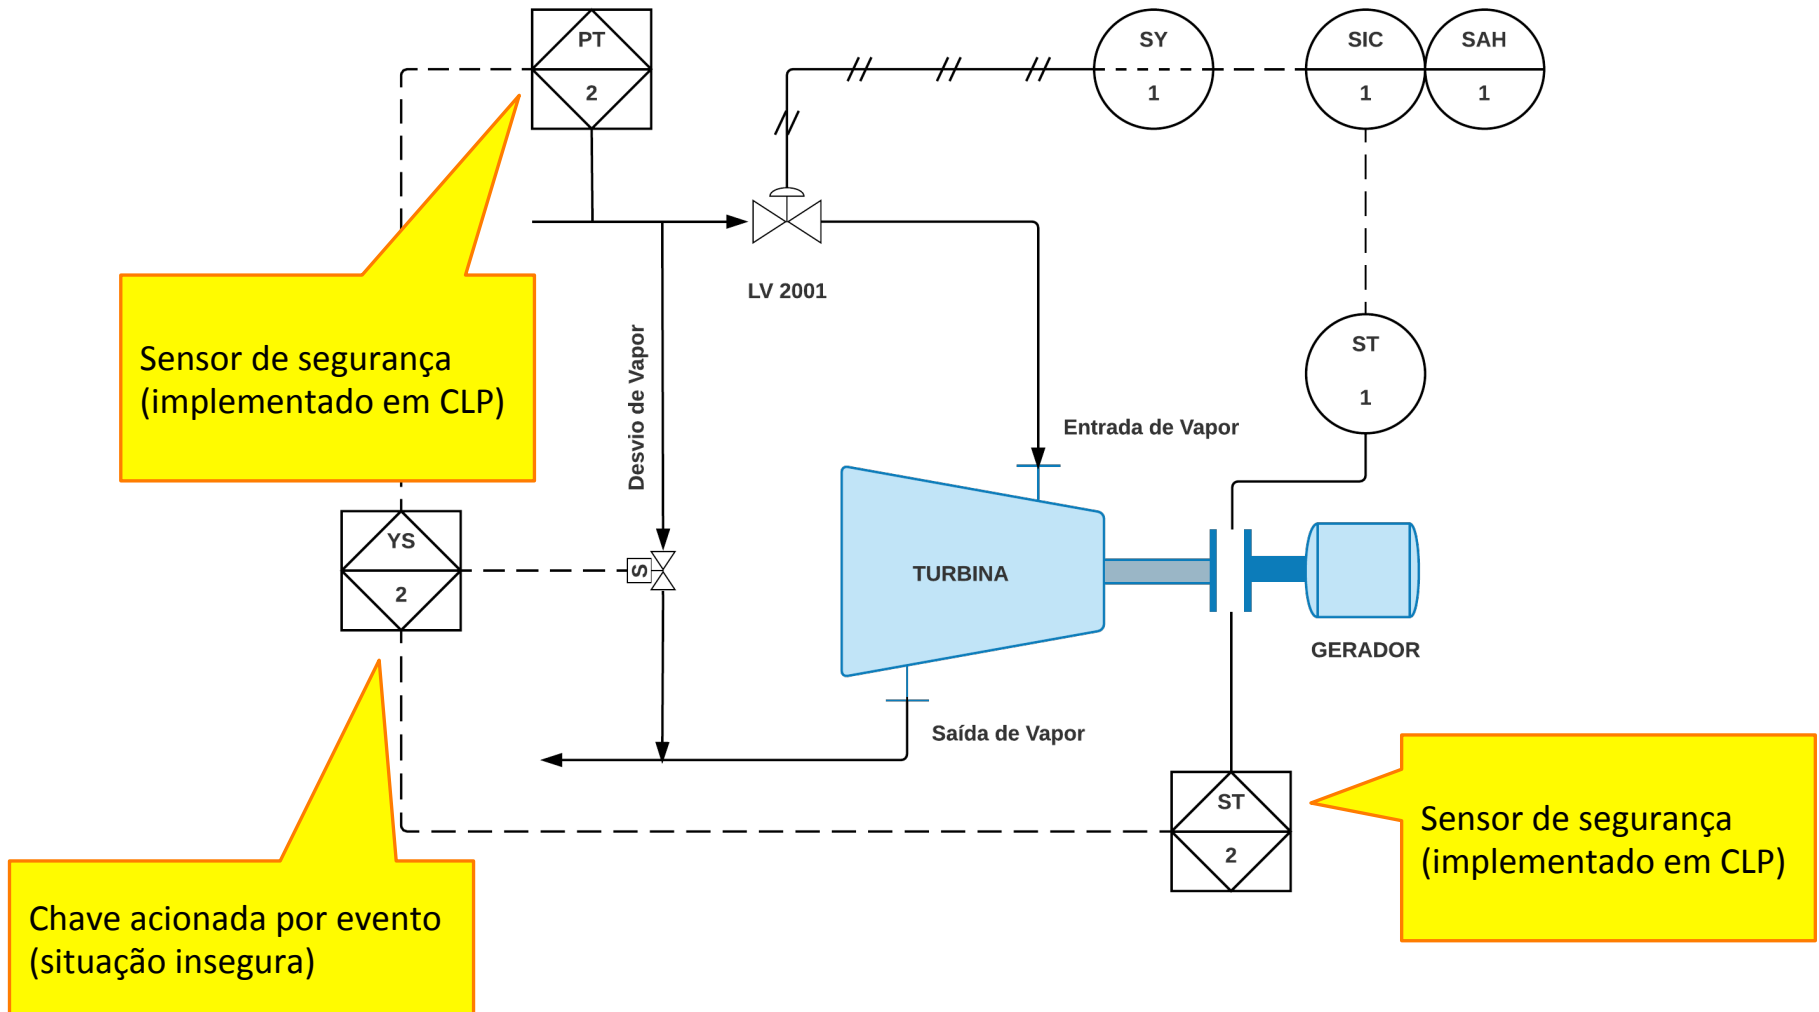 PT
2
SY
1
SIC
1
SAH
1
LV 2001
Sensor de segurança
(implementado em CLP)
Desvio de Vapor
ST
1
Entrada de Vapor
YS
2
S
TURBINA
GERADOR
Saída de Vapor
ST
2
Sensor de segurança
(implementado em CLP)
Chave acionada por evento
(situação insegura)